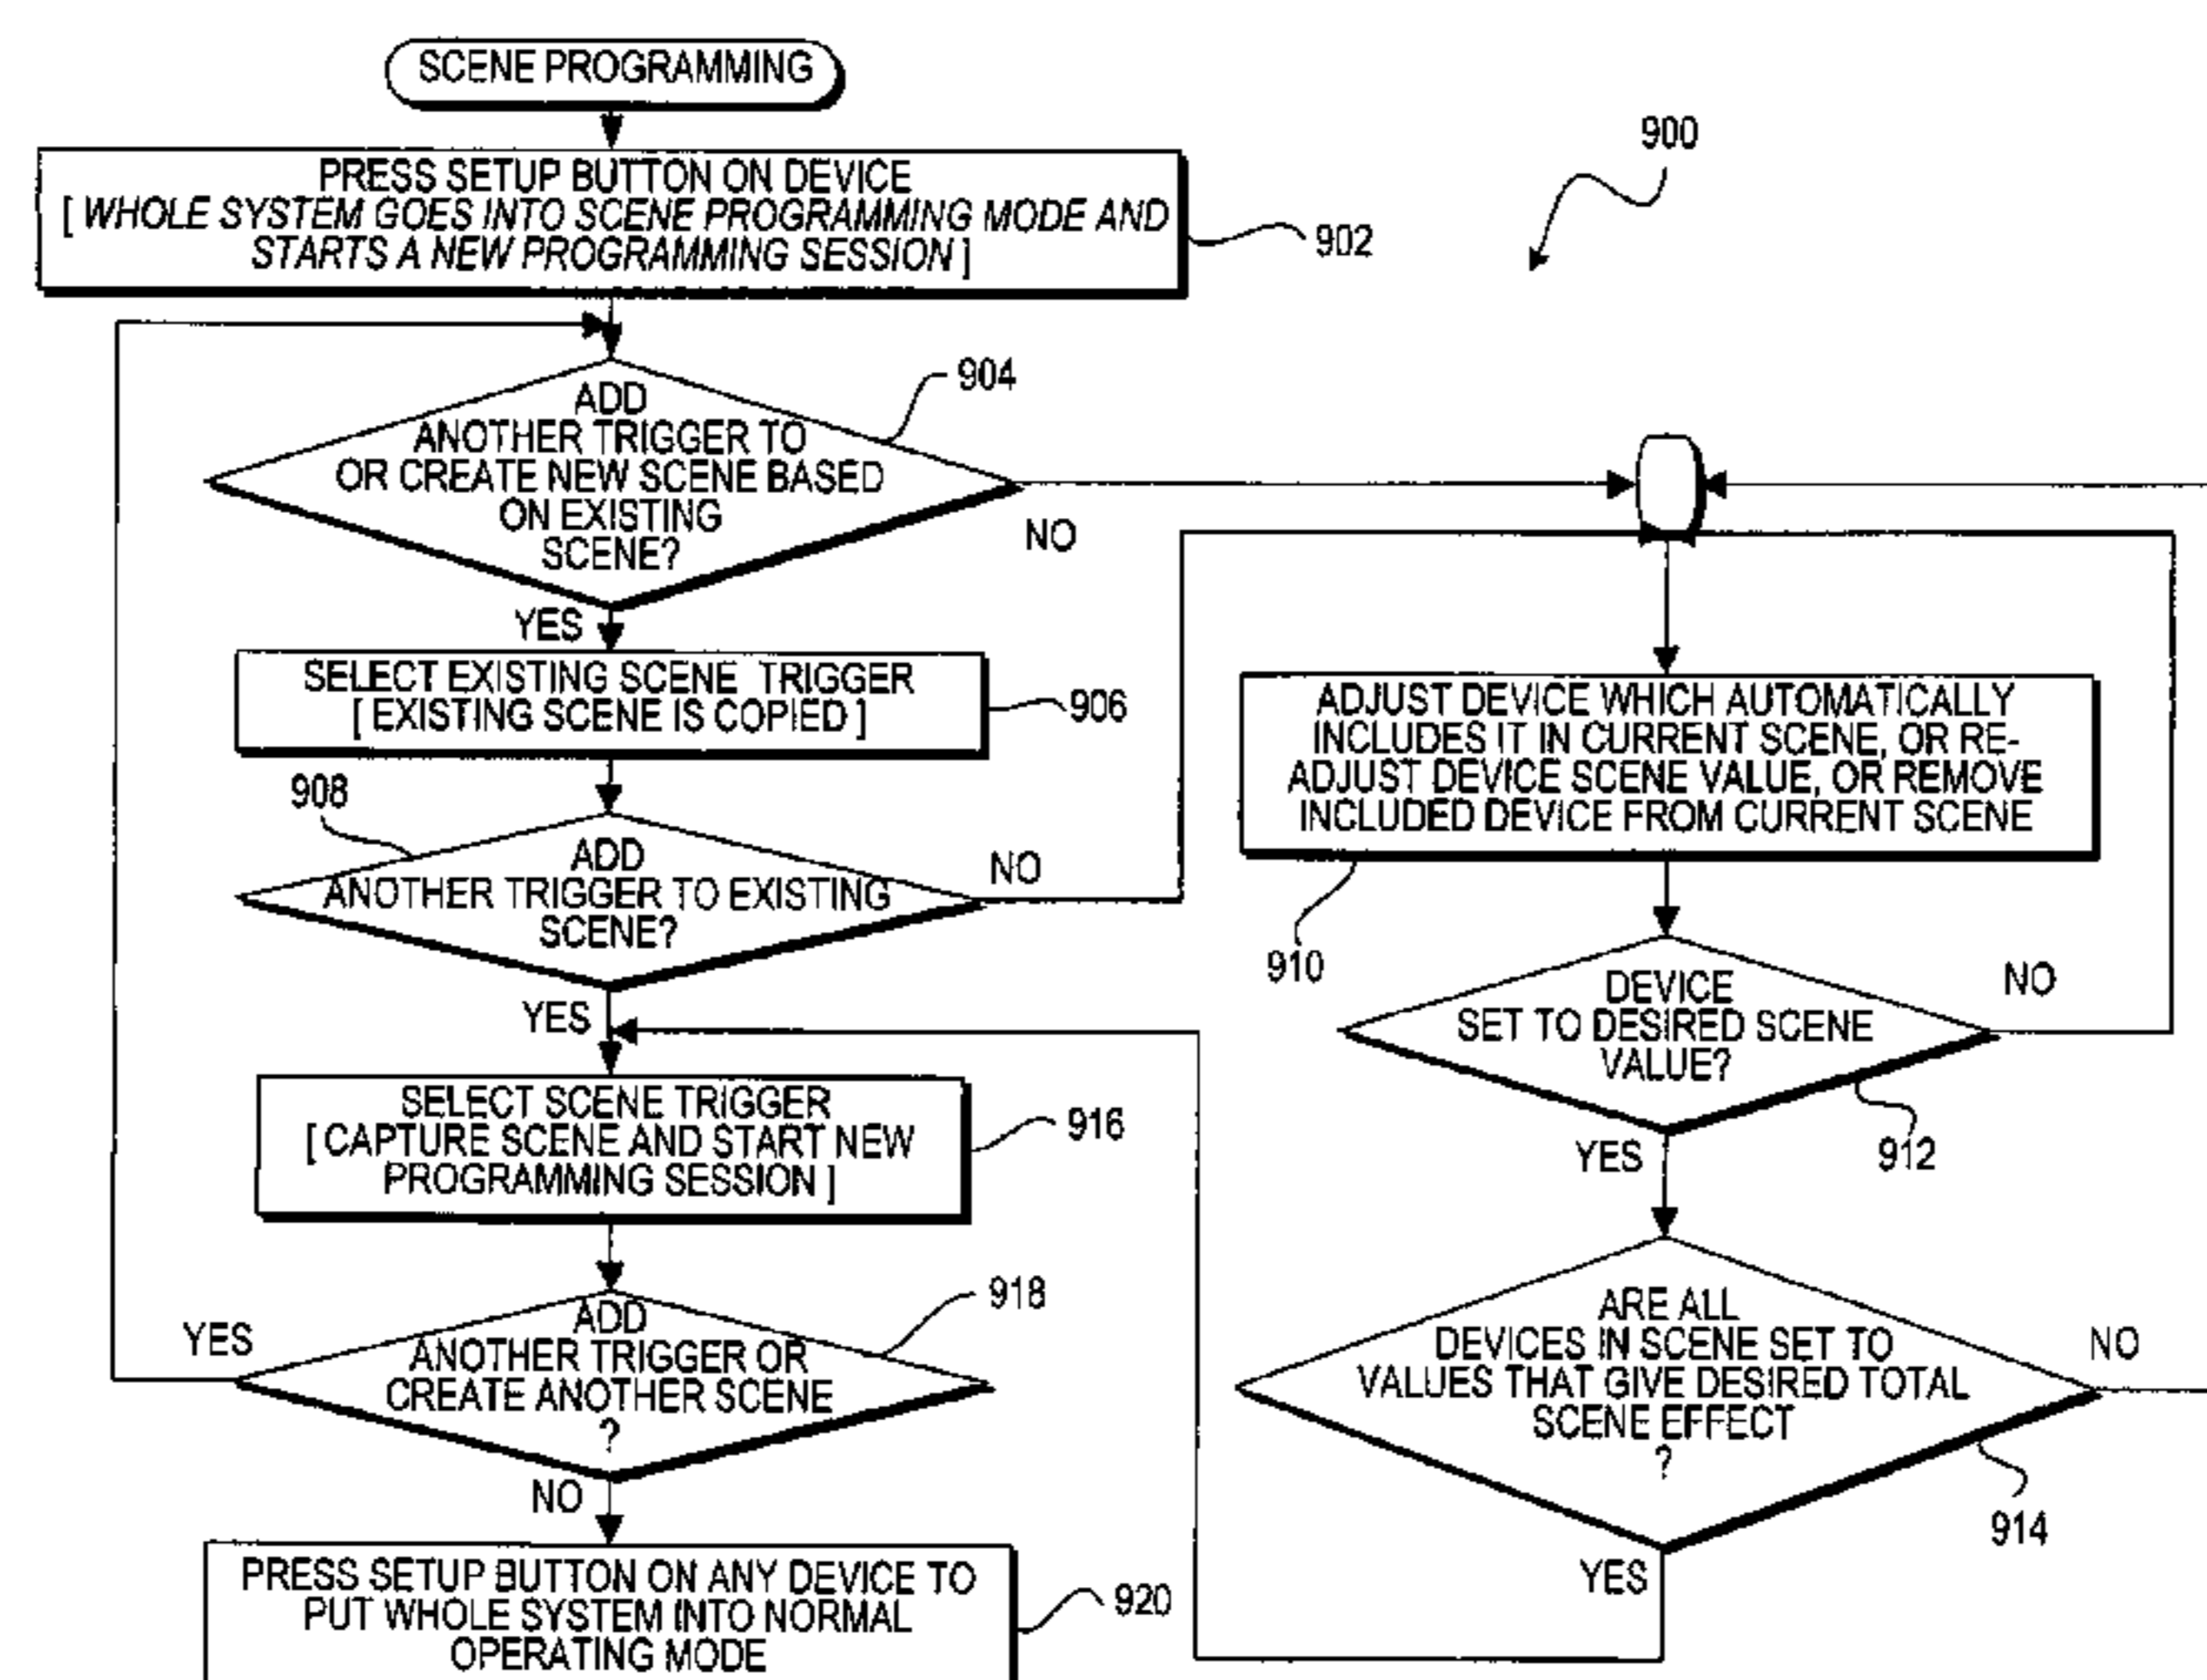 SCENE PROGRAMMING
900
PRESS SETUP BUTTON ON DEVICE
[ WHOLE SYSTEM GOES INTO SCENE PROGRAMMING MODE AND
STARTS A NEW PROGRAMMING SESSION ]
902
904
ADD
ANOTHER TRIGGER TO
OR CREATE NEW SCENE BASED
ON EXISTING
SCENE?
NO
YES
SELECT EXISTING SCENE TRIGGER
[ EXISTING SCENE IS COPIED ]
906
908
ADD
ANOTHER TRIGGER TO EXISTING
SCENE?
NO
YES
ADJUST DEVICE WHICH AUTOMATICALLY
INCLUDES IT IN CURRENT SCENE, OR RE-
ADJUST DEVICE SCENE VALUE, OR REMOVE
INCLUDED DEVICE FROM CURRENT SCENE
910
DEVICE
SET TO DESIRED SCENE
VALUE?
NO
912
YES
SELECT SCENE TRIGGER
[ CAPTURE SCENE AND START NEW
PROGRAMMING SESSION ]
916
918
ADD
ANOTHER TRIGGER OR
CREATE ANOTHER SCENE
?
YES
NO
ARE ALL
DEVICES IN SCENE SET TO
VALUES THAT GIVE DESIRED TOTAL
SCENE EFFECT
?
NO
914
YES
PRESS SETUP BUTTON ON ANY DEVICE TO
PUT WHOLE SYSTEM INTO NORMAL
OPERATING MODE
920